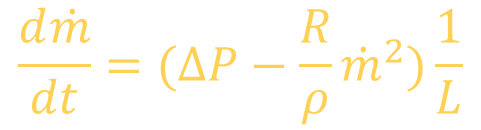 dṁ/dt = (ΔP − R/ρ ṁ²) 1/L